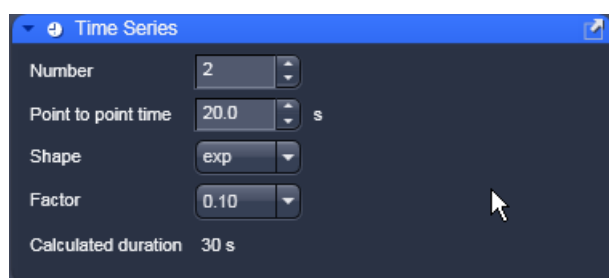 Time Series
Number 2
Point to point time 20.0 s
Shape exp
Factor 0.10
Calculated duration 30 s